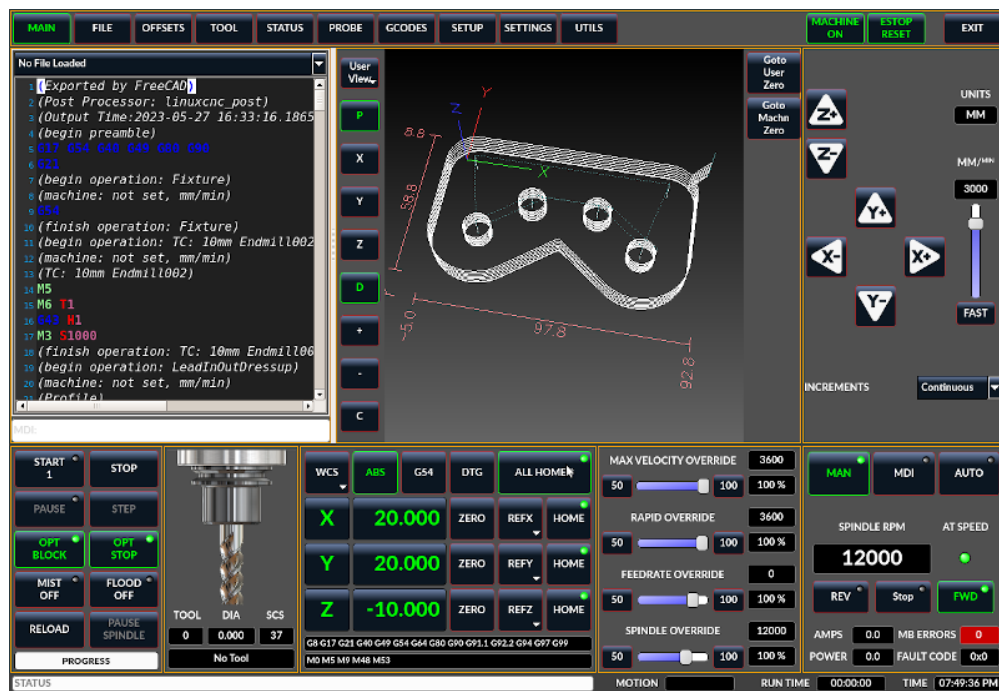 MAIN FILE OFFSETS TOOL STATUS PROBE GCODES SETUP SETTINGS UTILS MACHINE ON ESTOP RESET EXIT
No File Loaded
1 (Exported by FreeCAD)
2 (Post Processor: linuxcnc_post)
3 (Output Time:2023-05-27 16:33:16.1865
4 (begin preamble)
5 G17 G54 G40 G49 G80 G90
6 G21
7 (begin operation: Fixture)
8 (machine: not set, mm/min)
9 G54
10 (finish operation: Fixture)
11 (begin operation: TC: 10mm Endmill002
12 (machine: not set, mm/min)
13 (TC: 10mm Endmill002)
14 M5
15 M6 T1
16 G43 H1
17 M3 S1000
18 (finish operation: TC: 10mm Endmill00
19 (begin operation: LeadInOutDressup)
20 (machine: not set, mm/min)
21 (Profile)
MDI:
User View
P
X
Y
Z
D
+
-
C
Goto User Zero
Goto Machn Zero
Z
Y
X
8.8
58.8
-5.0
97.8
92.8
Z+
Z-
Y+
X-
X+
Y-
UNITS
MM
MM/MIN
3000
FAST
INCREMENTS Continuous
START 1 STOP
PAUSE STEP
OPT BLOCK OPT STOP
MIST OFF FLOOD OFF
RELOAD PAUSE SPINDLE
PROGRESS
TOOL DIA SCS
0 0.000 37
No Tool
WCS ABS G54 DTG ALL HOME
X 20.000 ZERO REFX HOME
Y 20.000 ZERO REFY HOME
Z -10.000 ZERO REFZ HOME
G8 G17 G21 G40 G49 G54 G64 G80 G90 G91.1 G92.2 G94 G97 G99
M0 M5 M9 M48 M53
MAX VELOCITY OVERRIDE 3600
50 100 100 %
RAPID OVERRIDE 3600
50 100 100 %
FEEDRATE OVERRIDE 0
50 100 100 %
SPINDLE OVERRIDE 12000
50 100 100 %
MAN MDI AUTO
SPINDLE RPM AT SPEED
12000
REV Stop FWD
AMPS 0.0 MB ERRORS 0
POWER 0.0 FAULT CODE 0x0
STATUS
MOTION RUN TIME 00:00:00 TIME 07:49:36 PM